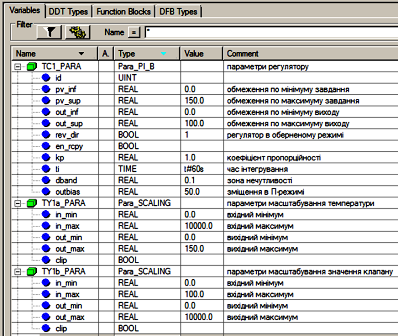 Variables DDT Types Function Blocks DFB Types
Filter
Name = *
Name A. Type Value Comment
TC1_PARA Para_PI_B параметри регулятору
id UINT
pv_inf REAL 0.0 обмеження по мінімуму завдання
pv_sup REAL 150.0 обмеження по максимуму завдання
out_inf REAL 0.0 обмеження по мінімуму виходу
out_sup REAL 100.0 обмеження по максимуму виходу
rev_dir BOOL 1 регулятор в оберненому режимі
en_rcpy BOOL
kp REAL 1.0 коефіцієнт пропорційності
ti TIME t#60s час інтегрування
dband REAL 0.1 зона нечутливості
outbias REAL 50.0 зміщення в П-режимі
TY1a_PARA Para_SCALING параметри масштабування температури
in_min REAL 0.0 вхідний мінімум
in_max REAL 10000.0 вхідний максимум
out_min REAL 0.0 вихідний мінімум
out_max REAL 150.0 вихідний максимум
clip BOOL
TY1b_PARA Para_SCALING параметри масштабування значення клапану
in_min REAL 0.0 вхідний мінімум
in_max REAL 100.0 вхідний максимум
out_min REAL 0.0 вихідний мінімум
out_max REAL 10000.0 вихідний максимум
clip BOOL